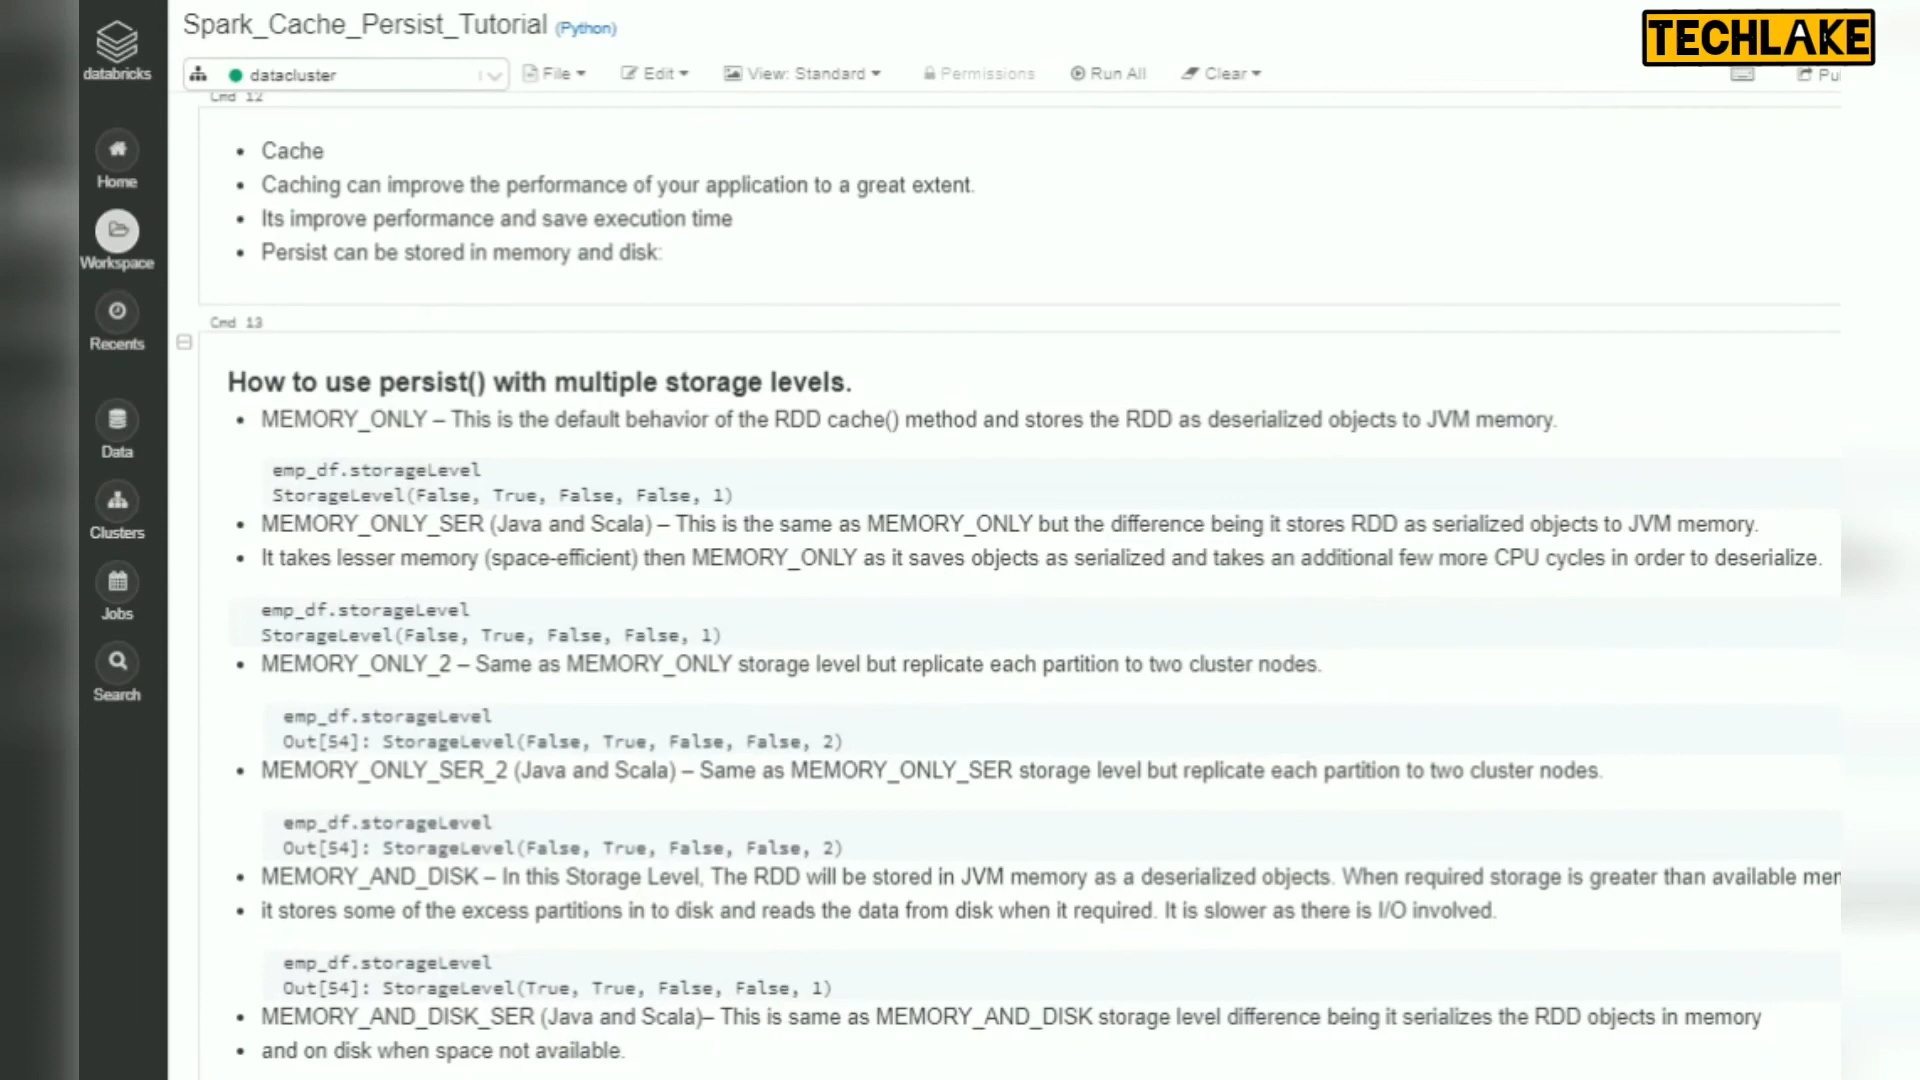 Spark_Cache_Persist_Tutorial (Python)
TECHLAKE
databricks
datacluster
File
Edit
View: Standard
Permissions
Run All
Clear
Cmd 12
Cache
Caching can improve the performance of your application to a great extent.
Its improve performance and save execution time
Persist can be stored in memory and disk:
Home
Workspace
Recents
Data
Clusters
Jobs
Search
Cmd 13
How to use persist() with multiple storage levels.
MEMORY_ONLY – This is the default behavior of the RDD cache() method and stores the RDD as deserialized objects to JVM memory.
emp_df.storageLevel
StorageLevel(False, True, False, False, 1)
MEMORY_ONLY_SER (Java and Scala) – This is the same as MEMORY_ONLY but the difference being it stores RDD as serialized objects to JVM memory.
It takes lesser memory (space-efficient) then MEMORY_ONLY as it saves objects as serialized and takes an additional few more CPU cycles in order to deserialize.
emp_df.storageLevel
StorageLevel(False, True, False, False, 1)
MEMORY_ONLY_2 – Same as MEMORY_ONLY storage level but replicate each partition to two cluster nodes.
emp_df.storageLevel
Out[54]: StorageLevel(False, True, False, False, 2)
MEMORY_ONLY_SER_2 (Java and Scala) – Same as MEMORY_ONLY_SER storage level but replicate each partition to two cluster nodes.
emp_df.storageLevel
Out[54]: StorageLevel(False, True, False, False, 2)
MEMORY_AND_DISK – In this Storage Level, The RDD will be stored in JVM memory as a deserialized objects. When required storage is greater than available
it stores some of the excess partitions in to disk and reads the data from disk when it required. It is slower as there is I/O involved.
emp_df.storageLevel
Out[54]: StorageLevel(True, True, False, False, 1)
MEMORY_AND_DISK_SER (Java and Scala)– This is same as MEMORY_AND_DISK storage level difference being it serializes the RDD objects in memory
and on disk when space not available.